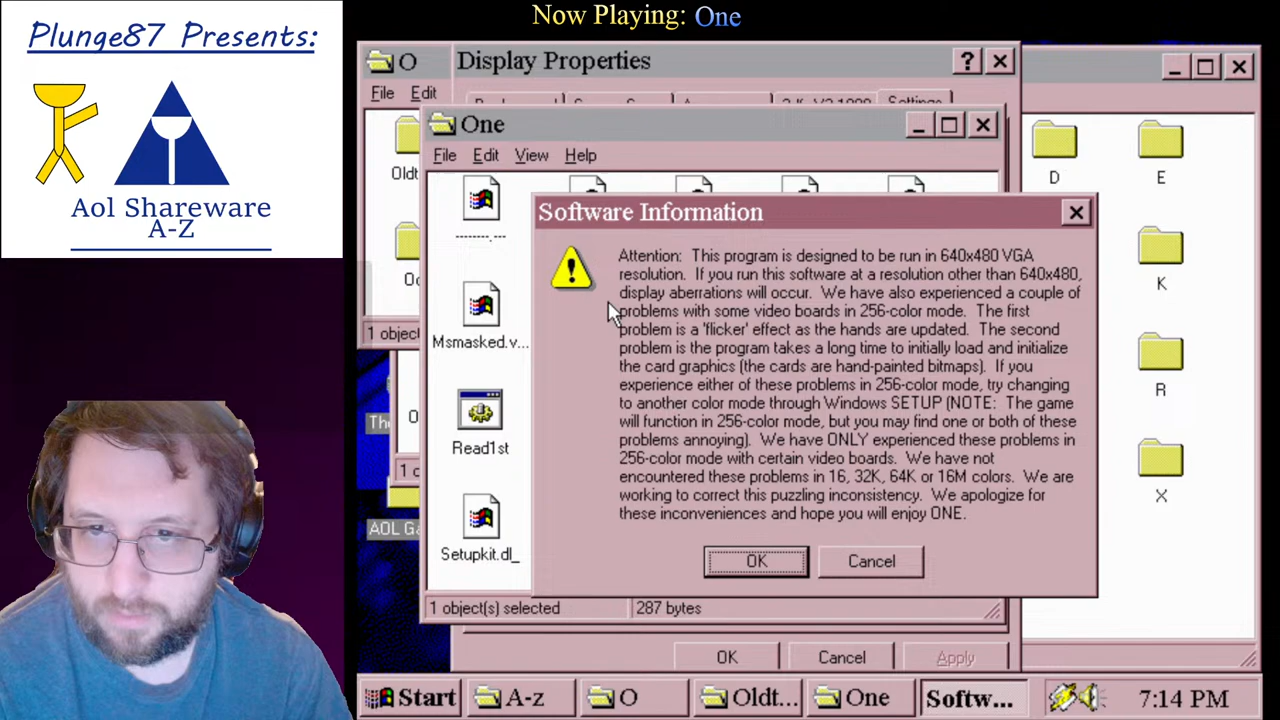 Now Playing: One
Plunge87 Presents:
Aol Shareware
A-Z
O
File Edit
Oldt
1 object
Display Properties
Settings
One
File Edit View Help
--------.---
Msmasked.v...
Read1st
Setupkit.dl_
1 object(s) selected
287 bytes
Software Information
Attention: This program is designed to be run in 640x480 VGA
resolution. If you run this software at a resolution other than 640x480,
display aberrations will occur. We have also experienced a couple of
problems with some video boards in 256-color mode. The first
problem is a 'flicker' effect as the hands are updated. The second
problem is the program takes a long time to initially load and initialize
the card graphics (the cards are hand-painted bitmaps). If you
experience either of these problems in 256-color mode, try changing
to another color mode through Windows SETUP (NOTE: The game
will function in 256-color mode, but you may find one or both of these
problems annoying). We have ONLY experienced these problems in
256-color mode with certain video boards. We have not
encountered these problems in 16, 32K, 64K or 16M colors. We are
working to correct this puzzling inconsistency. We apologize for
these inconveniences and hope you will enjoy ONE.
OK Cancel
OK Cancel Apply
D
E
K
R
X
AOL Ga
Start A-z O Oldt... One Softw... 7:14 PM